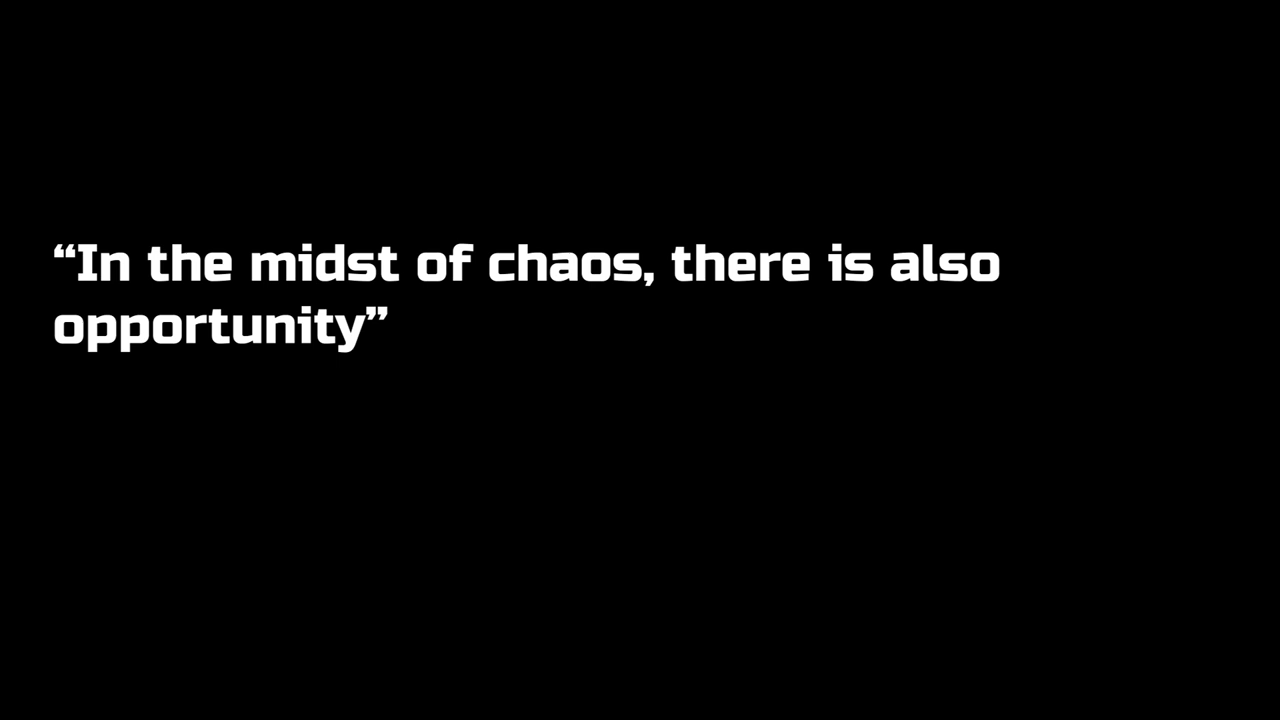 “In the midst of chaos, there is also
opportunity”